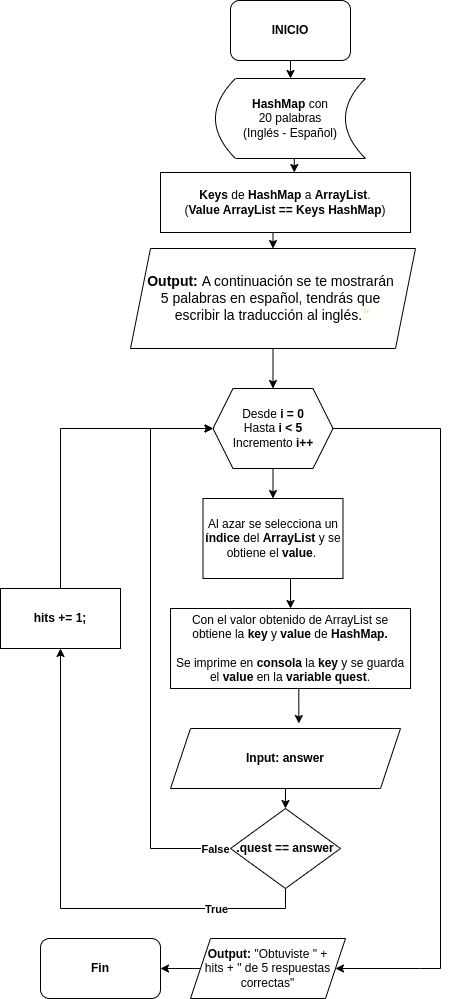 INICIO
HashMap con
20 palabras
(Inglés - Español)
Keys de HashMap a ArrayList.
(Value ArrayList == Keys HashMap)
Output: A continuación se te mostrarán
5 palabras en español, tendrás que
escribir la traducción al inglés."
Desde i = 0
Hasta i < 5
Incremento i++
Al azar se selecciona un
índice del ArrayList y se
obtiene el value.
hits += 1;
Con el valor obtenido de ArrayList se
obtiene la key y value de HashMap.
Se imprime en consola la key y se guarda
el value en la variable quest.
Input: answer
False
.quest == answer
True
Output: "Obtuviste " +
hits + " de 5 respuestas
correctas"
Fin